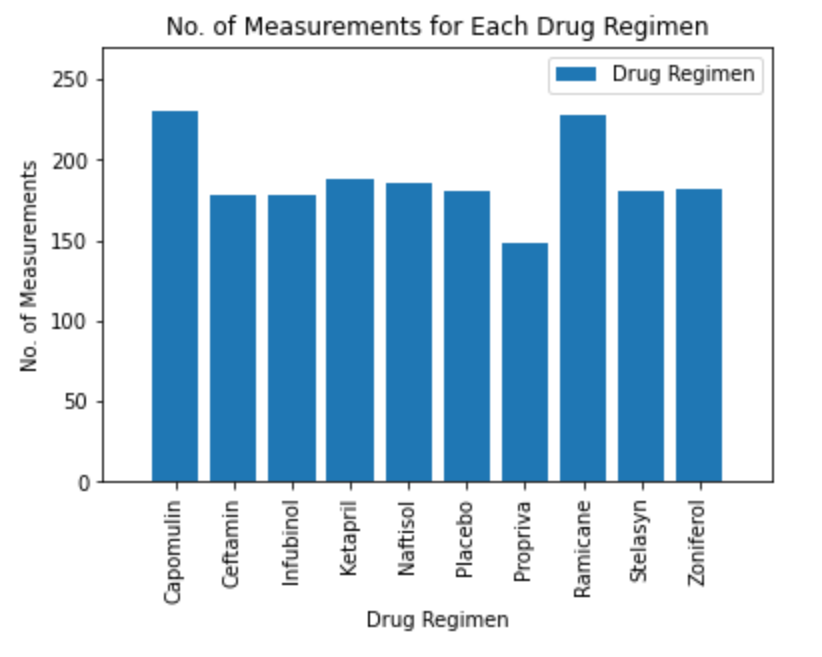 No. of Measurements for Each Drug Regimen
Drug Regimen
No. of Measurements
250
200
150
100
50
0
Capomulin
Ceftamin
Infubinol
Ketapril
Naftisol
Placebo
Propriva
Ramicane
Stelasyn
Zoniferol
Drug Regimen